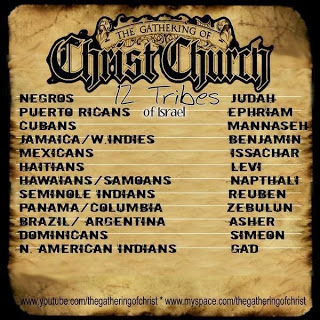 THE GATHERING OF
Christ Church
12 Tribes
of Israel
NEGROS JUDAH
PUERTO RICANS EPHRIAM
CUBANS MANNASEH
JAMAICA/W.INDIES BENJAMIN
MEXICANS ISSACHAR
HAITIANS LEVI
HAWAIANS/SAMOANS NAPTHALI
SEMINOLE INDIANS REUBEN
PANAMA/COLUMBIA ZEBULUN
BRAZIL/ ARGENTINA ASHER
DOMINICANS SIMEON
N. AMERICAN INDIANS GAD
www.youtube.com/thegatheringofchrist * www.myspace.com/thegatheringofchrist